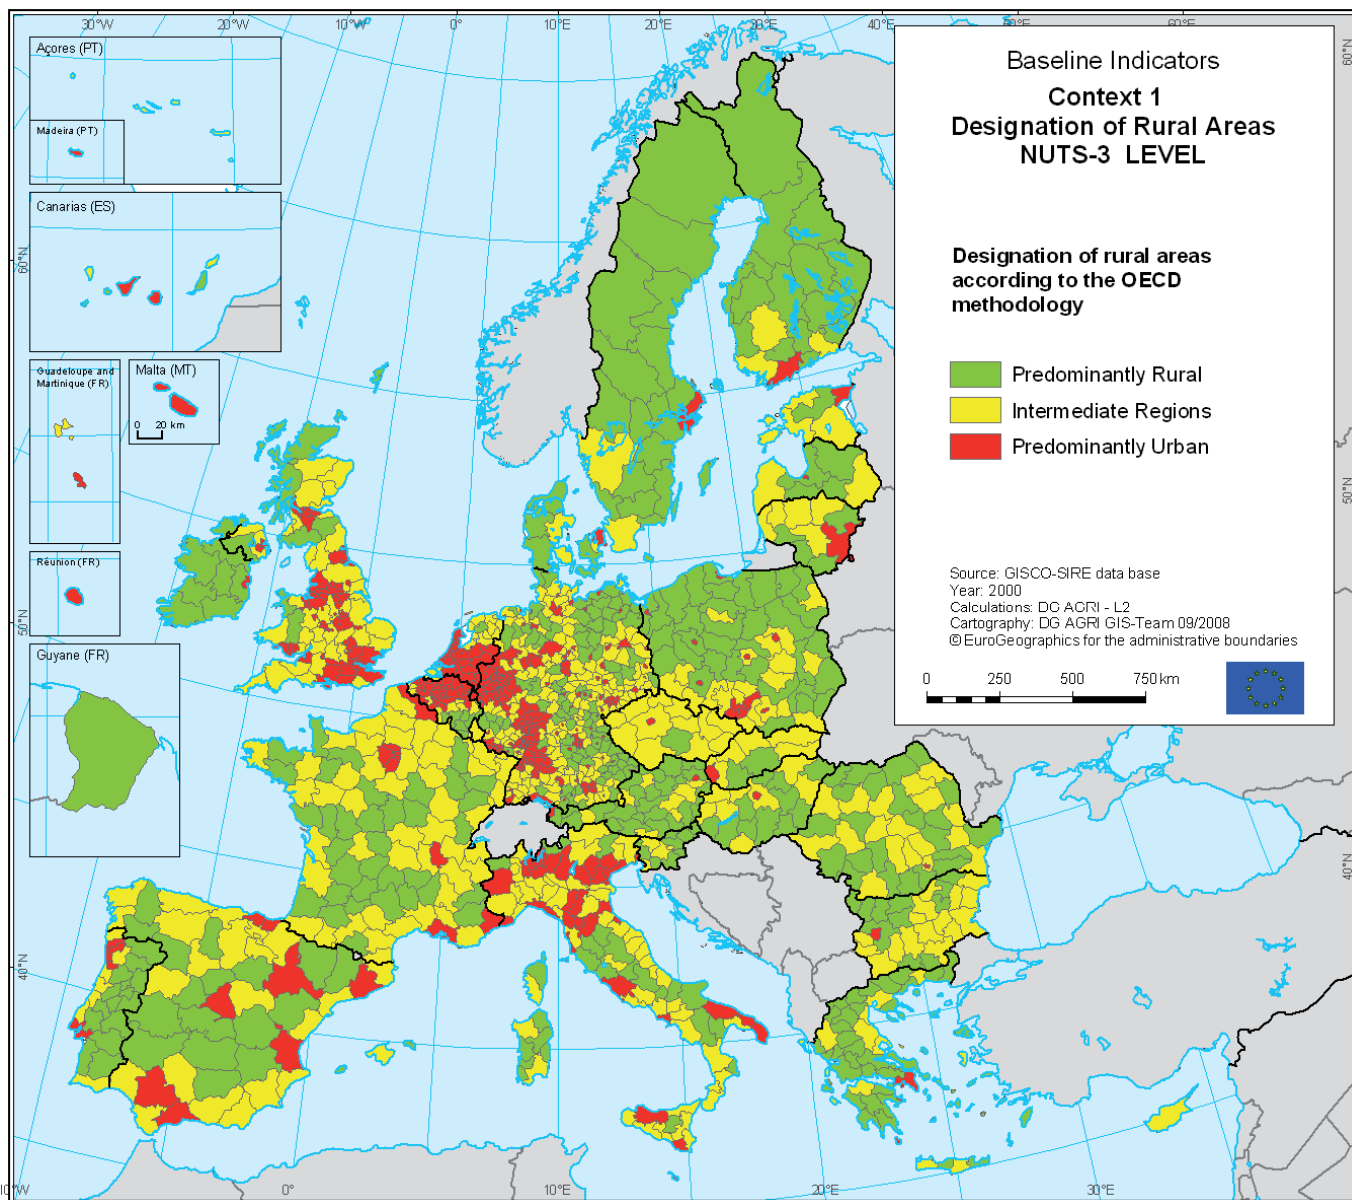 30°W 20°W 10°W 0° 10°E 20°E 30°E 40°E 50°E 60°E
Açores (PT)
Madeira (PT)
Canarias (ES)
Guadeloupe and
Martinique (FR)
Malta (MT)
0 20 km
Réunion (FR)
Guyane (FR)
Baseline Indicators
Context 1
Designation of Rural Areas
NUTS-3 LEVEL
Designation of rural areas
according to the OECD
methodology
Predominantly Rural
Intermediate Regions
Predominantly Urban
Source: GISCO-SIRE data base
Year: 2000
Calculations: DG AGRI - L2
Cartography: DG AGRI GIS-Team 09/2008
© EuroGeographics for the administrative boundaries
0 250 500 750 km
60°N
50°N
40°N
60°N
50°N
40°N
10°W 0° 10°E 20°E 30°E